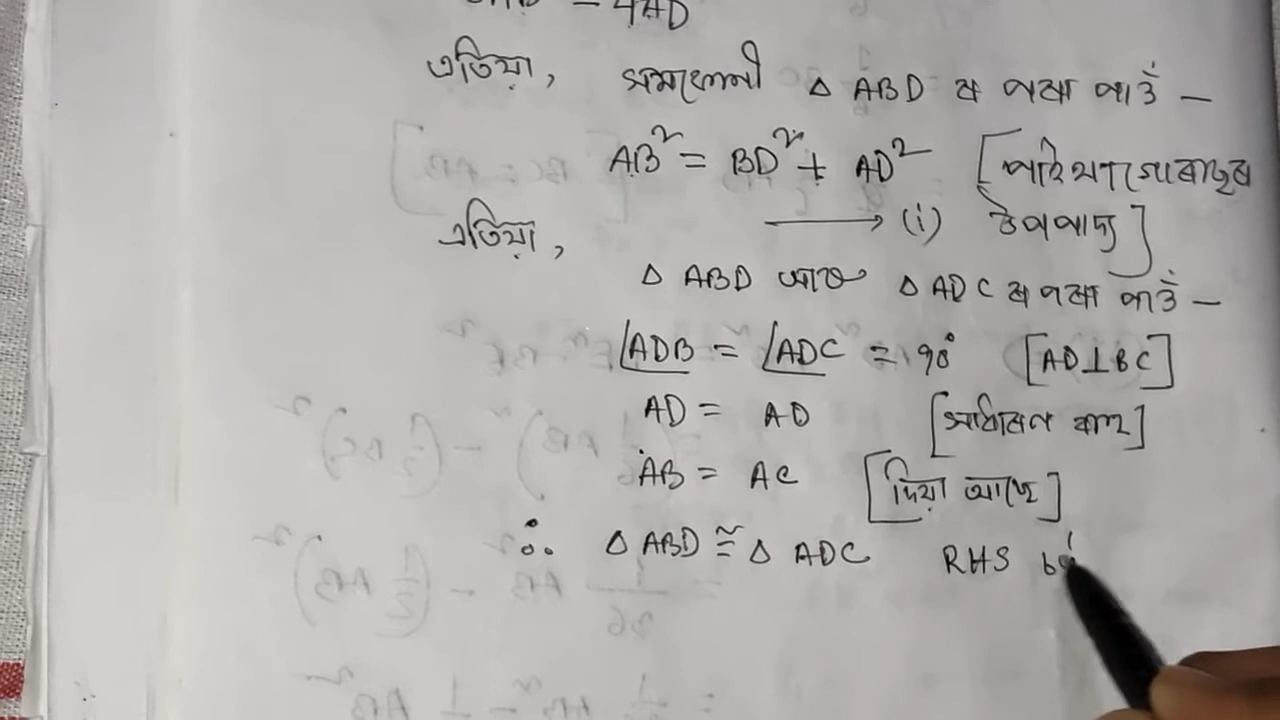 = 4AD
এতিয়া, সমকোণী Δ ABD ৰ পৰা পাওঁ —
AB² = BD² + AD² [পাইথাগোৰাছৰ
⟶ (i) উপপাদ্য]
এতিয়া,
Δ ABD আৰু Δ ADC ৰ পৰা পাওঁ —
∠ADB = ∠ADC = 90° [AD⊥BC]
AD = AD [সাধাৰণ বাহু]
AB = AC [দিয়া আছে]
∴ Δ ABD ≅ Δ ADC RHS